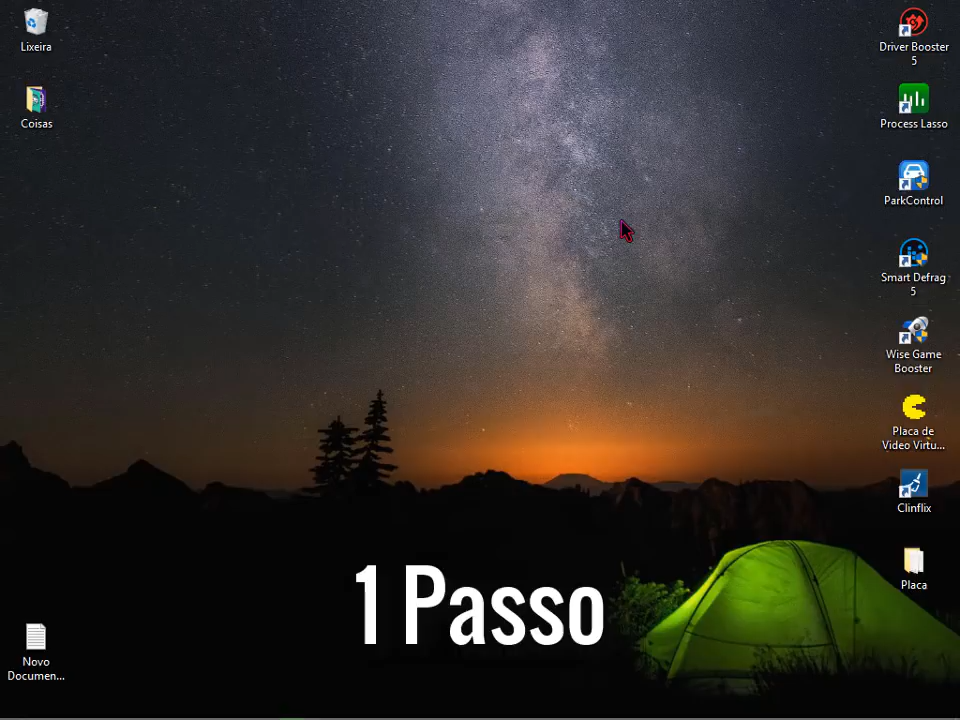 Lixeira
Coisas
Novo
Documen...
Driver Booster
5
Process Lasso
ParkControl
Smart Defrag
5
Wise Game
Booster
Placa de
Video Virtu...
Clinflix
Placa
1 Passo